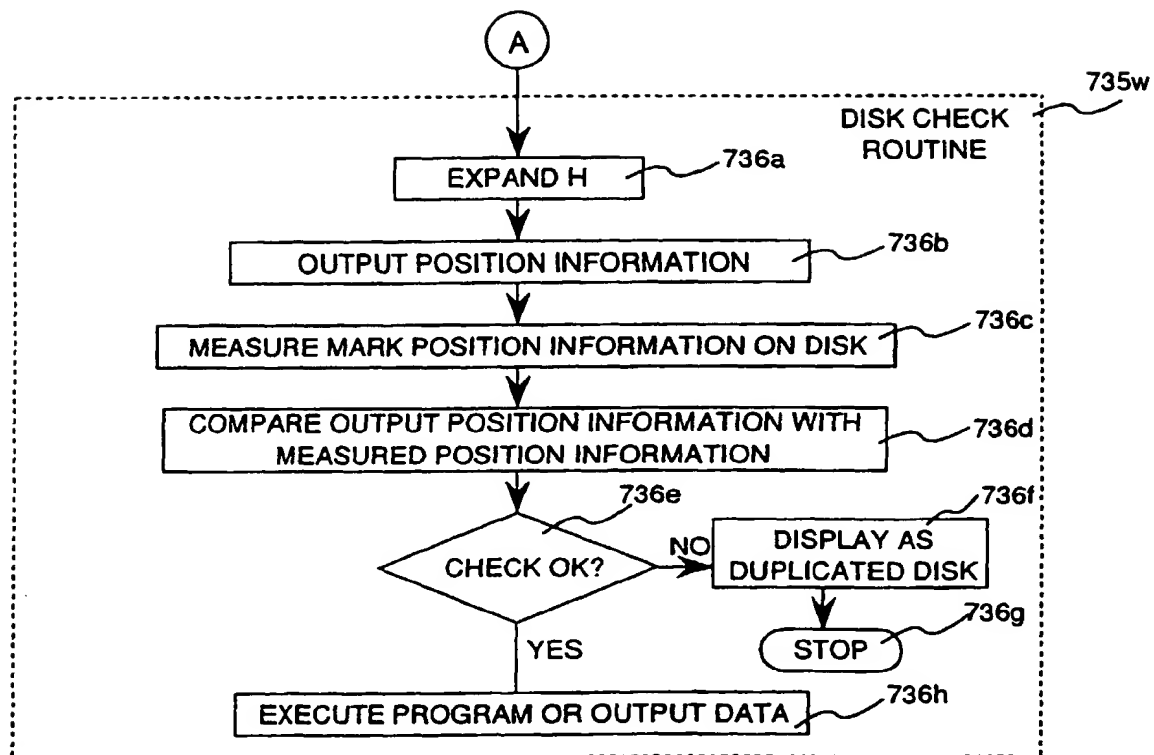 A
735w
DISK CHECK
ROUTINE
736a
EXPAND H
736b
OUTPUT POSITION INFORMATION
736c
MEASURE MARK POSITION INFORMATION ON DISK
COMPARE OUTPUT POSITION INFORMATION WITH
MEASURED POSITION INFORMATION
736d
736e
736f
CHECK OK?
NO
DISPLAY AS
DUPLICATED DISK
736g
STOP
YES
736h
EXECUTE PROGRAM OR OUTPUT DATA